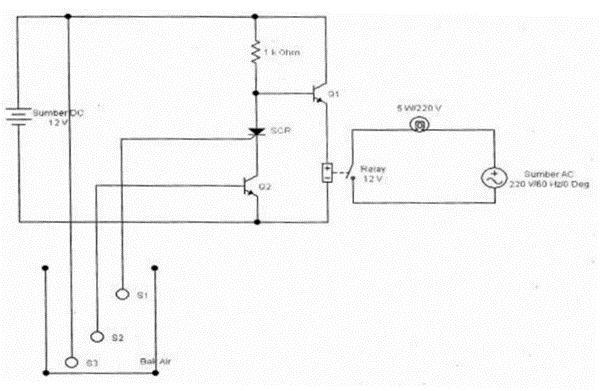 1 k Ohm
Q1
Sumber DC
12 V
SCR
Q2
5 W/220 V
Relay
12 V
Sumber AC
220 V/60 Hz/0 Deg
S1
S2
S3
Bak Air